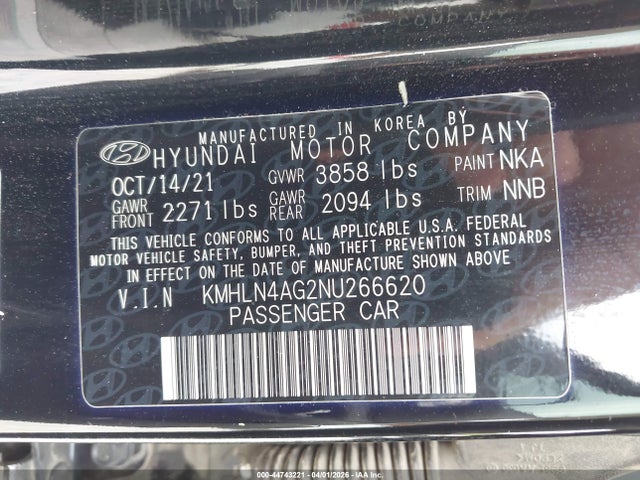 MANUFACTURED IN KOREA BY
HYUNDAI MOTOR COMPANY
OCT/14/21 GVWR 3858 lbs PAINT NKA
GAWR FRONT 2271 lbs GAWR REAR 2094 lbs TRIM NNB
THIS VEHICLE CONFORMS TO ALL APPLICABLE U.S.A. FEDERAL
MOTOR VEHICLE SAFETY, BUMPER, AND THEFT PREVENTION STANDARDS
IN EFFECT ON THE DATE OF MANUFACTURE SHOWN ABOVE
V.I.N KMHLN4AG2NU266620
PASSENGER CAR
000-44743221 - 04/01/2026 - IAA, Inc.